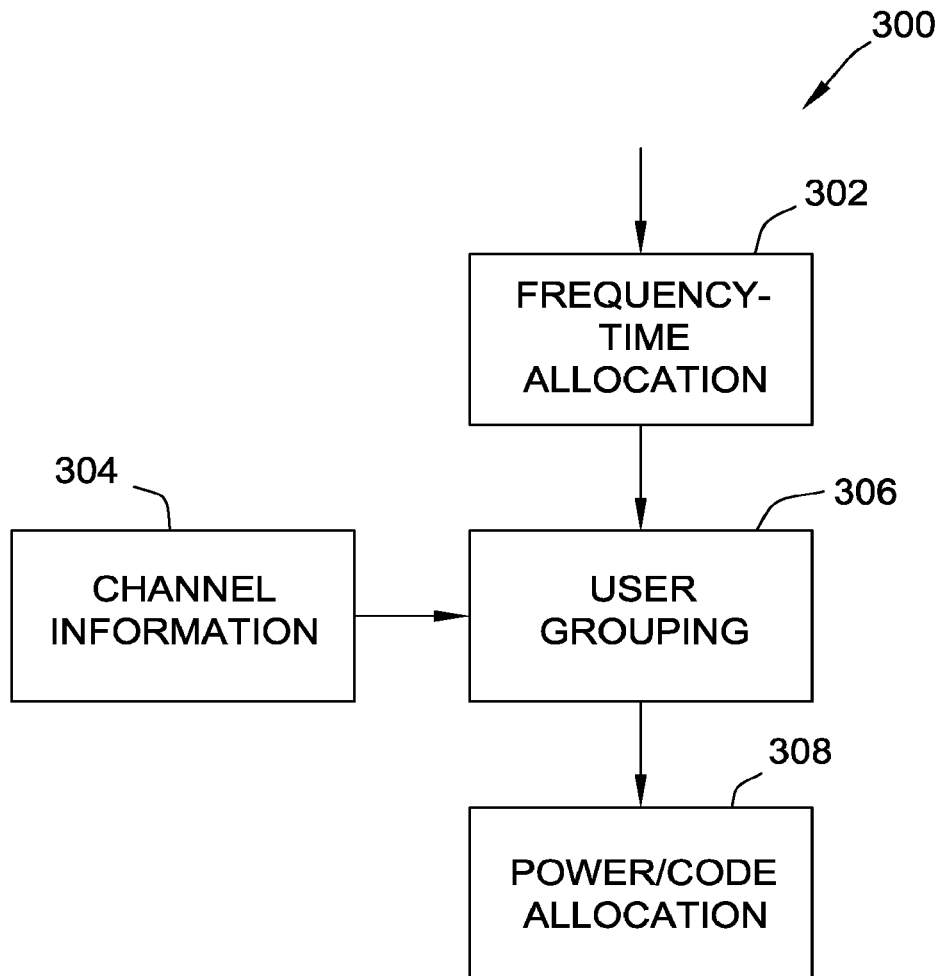 300
302
FREQUENCY-
TIME
ALLOCATION
304
306
CHANNEL
INFORMATION
USER
GROUPING
308
POWER/CODE
ALLOCATION